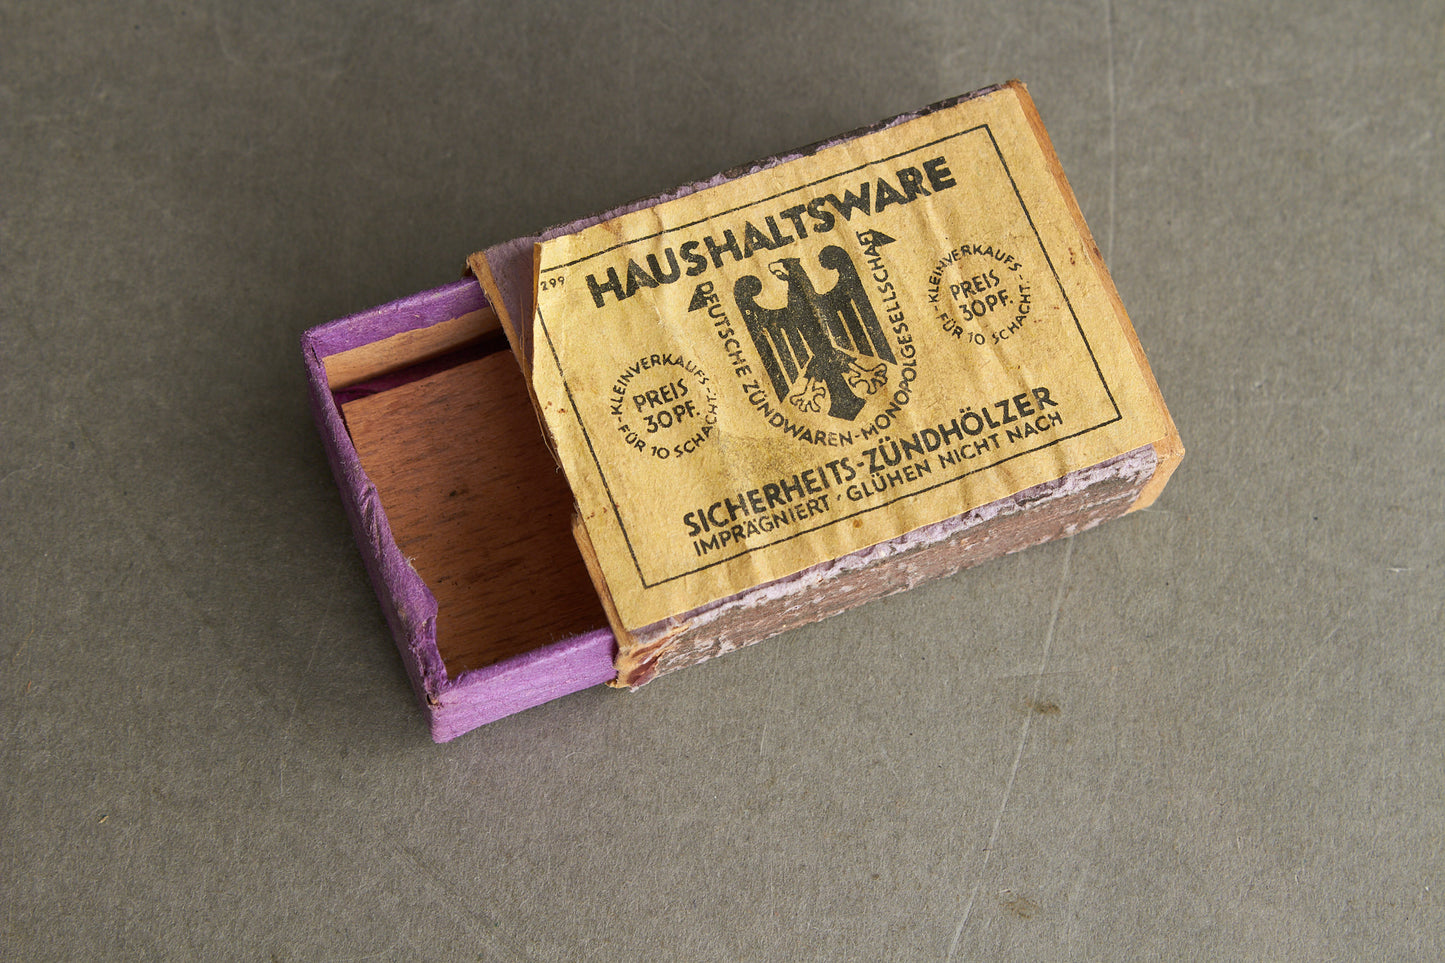 299
HAUSHALTSWARE
DEUTSCHE ZÜNDWAREN-MONOPOLGESELLSCHAFT
-KLEINVERKAUFS-
PREIS
30PF.
FÜR 10 SCHACHT.
-KLEINVERKAUFS-
PREIS
30PF.
FÜR 10 SCHACHT.
SICHERHEITS-ZÜNDHÖLZER
IMPRÄGNIERT · GLÜHEN NICHT NACH